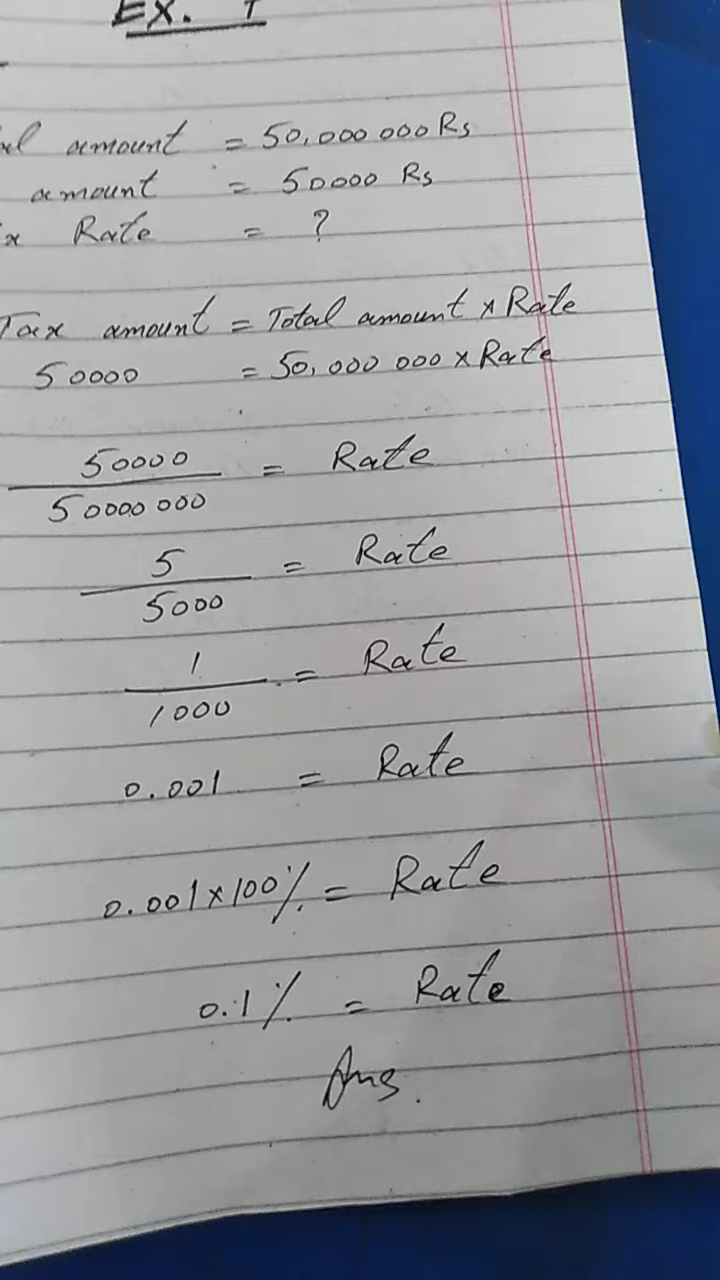 Ex. 1
amount = 50,000 000 Rs
amount = 50000 Rs
Rate = ?
Tax amount = Total amount x Rate
50000 = 50,000 000 x Rate
50000 = Rate
50000 000
5 = Rate
5000
1 = Rate
1000
0.001 = Rate
0.001 x 100% = Rate
0.1% = Rate
Ans.